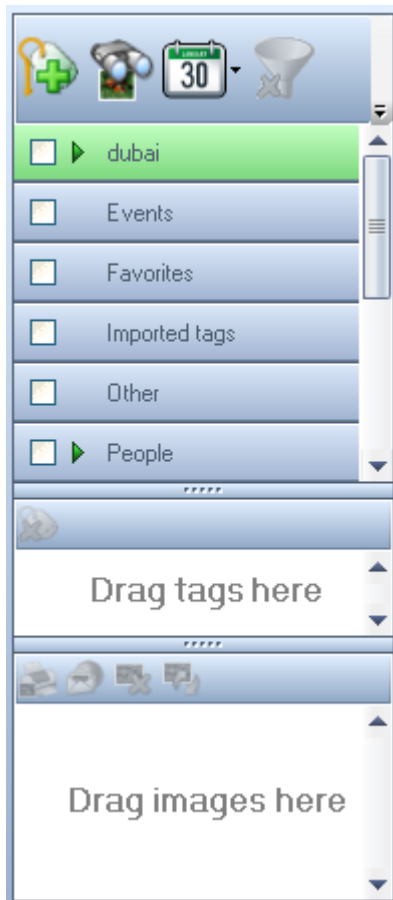 30
dubai
Events
Favorites
Imported tags
Other
People
Drag tags here
Drag images here